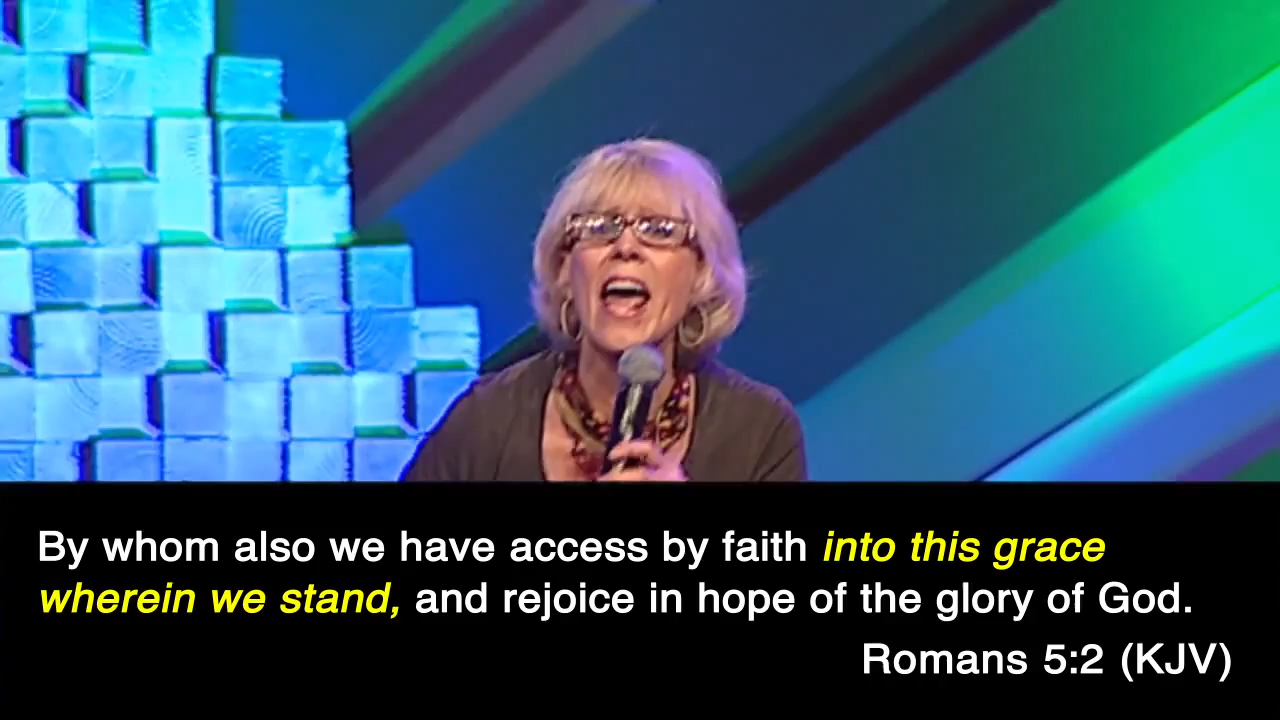 By whom also we have access by faith into this grace
wherein we stand, and rejoice in hope of the glory of God.
Romans 5:2 (KJV)